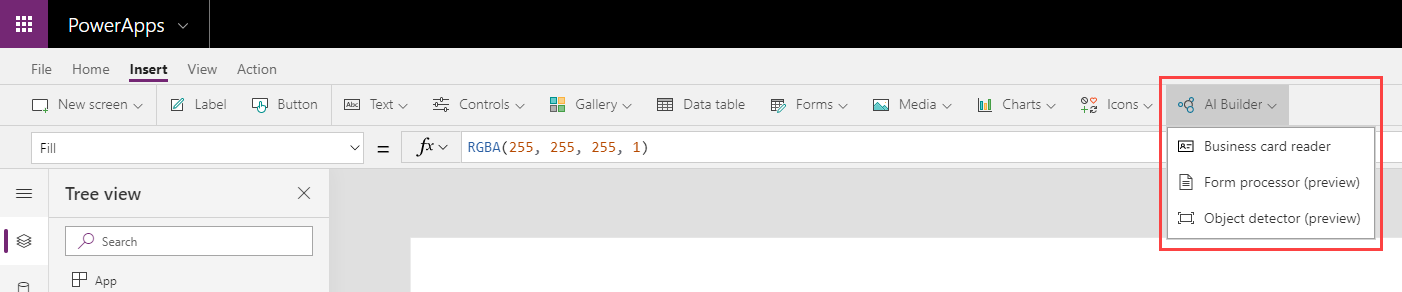 PowerApps
File Home Insert View Action
New screen Label Button Abc Text Controls Gallery Data table Forms Media Charts Icons AI Builder
Fill = fx RGBA(255, 255, 255, 1)
Business card reader
Tree view
Form processor (preview)
Object detector (preview)
Search
App